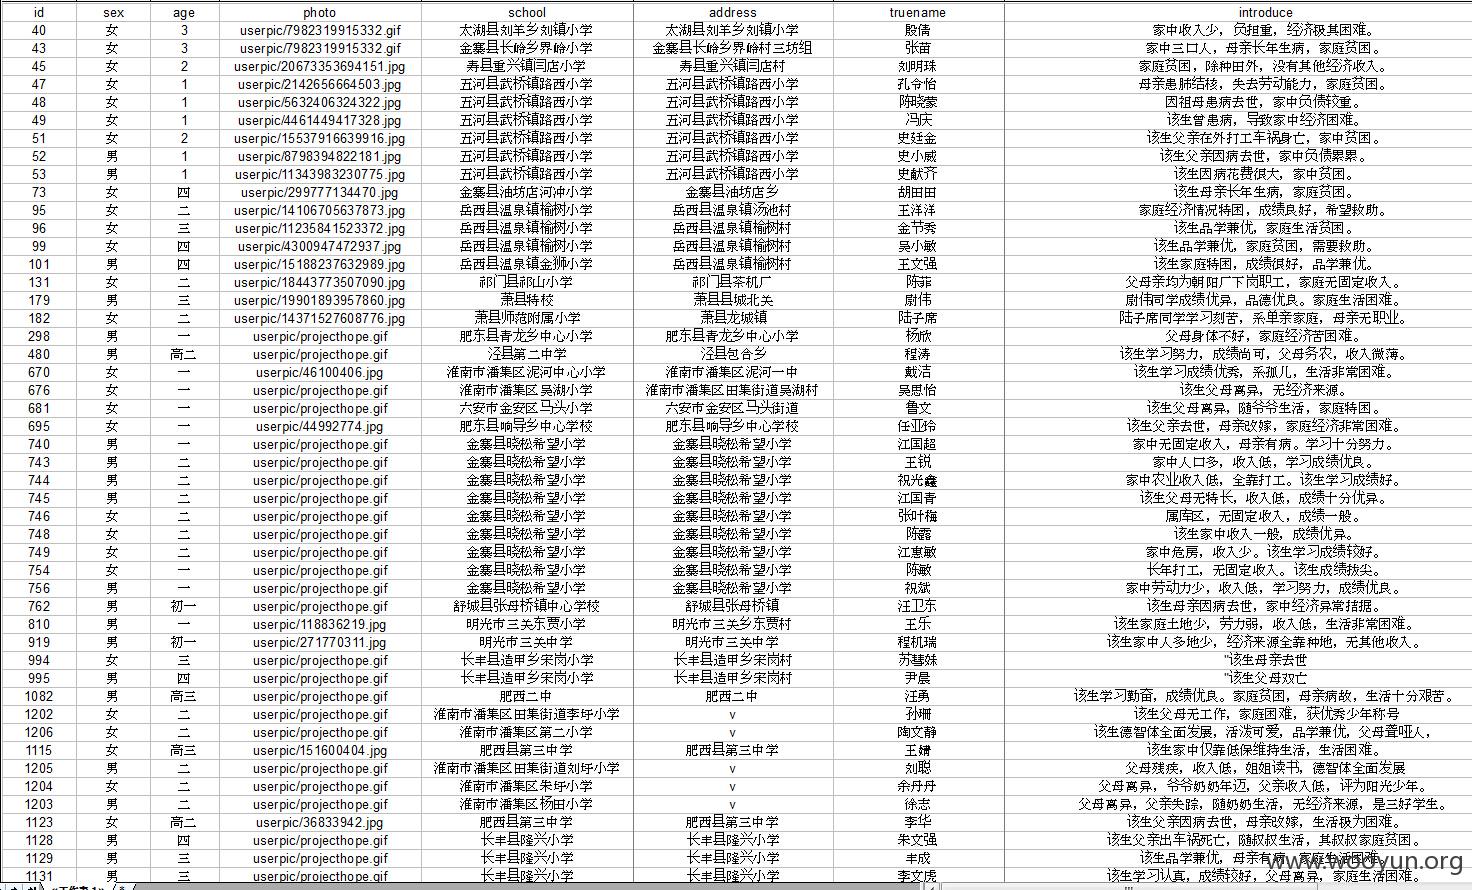 id sex age photo school address truename introduce
40 女 3 userpic/7982319915332.gif 太湖县刘羊乡刘镇小学 太湖县刘羊乡刘镇小学 殷倩 家中收入少，负担重，经济极其困难。
43 女 3 userpic/7982319915332.gif 金寨县长岭乡界岭小学 金寨县长岭乡界岭村三坊组 张苗 家中三口人，母亲长年生病，家庭贫困。
45 女 2 userpic/20673353694151.jpg 寿县重兴镇闫店小学 寿县重兴镇闫店村 刘明珠 家庭贫困，除种田外，没有其他经济收入。
47 女 1 userpic/2142656664503.jpg 五河县武桥镇路西小学 五河县武桥镇路西小学 孔令怡 母亲患肺结核，失去劳动能力，家庭贫困。
48 女 1 userpic/5632406324322.jpg 五河县武桥镇路西小学 五河县武桥镇路西小学 陈晓蒙 因祖母患病去世，家中负债较重。
49 女 1 userpic/4461449417328.jpg 五河县武桥镇路西小学 五河县武桥镇路西小学 冯庆 该生曾患病，导致家中经济困难。
51 女 2 userpic/15537916639916.jpg 五河县武桥镇路西小学 五河县武桥镇路西小学 史廷金 该生父亲在外打工车祸身亡，家中贫困。
52 男 1 userpic/8798394822181.jpg 五河县武桥镇路西小学 五河县武桥镇路西小学 史小威 该生父亲因病去世，家中负债累累。
53 男 1 userpic/11343983230775.jpg 五河县武桥镇路西小学 五河县武桥镇路西小学 史献齐 该生因病花费很大，家中贫困。
73 女 四 userpic/299777134470.jpg 金寨县油坊店河冲小学 金寨县油坊店乡 胡田田 该生母亲长年生病，家庭贫困。
95 女 二 userpic/14106705637873.jpg 岳西县温泉镇榆树小学 岳西县温泉镇汤池村 王洋洋 家庭经济情况特困，成绩良好，希望救助。
96 女 三 userpic/11235841523372.jpg 岳西县温泉镇榆树小学 岳西县温泉镇榆树村 金节秀 该生品学兼优，家庭生活贫困。
99 女 四 userpic/4300947472937.jpg 岳西县温泉镇榆树小学 岳西县温泉镇榆树村 吴小敏 该生品学兼优，家庭贫困，需要救助。
101 男 四 userpic/15188237632989.jpg 岳西县温泉镇金狮小学 岳西县温泉镇榆树村 王文强 该生家庭特困，成绩很好，品学兼优。
131 女 二 userpic/18443773507090.jpg 祁门县祁山小学 祁门县茶机厂 陈菲 父母亲均为朝阳厂下岗职工，家庭无固定收入。
179 男 三 userpic/19901893957860.jpg 萧县特校 萧县县城北关 尉伟 尉伟同学成绩优异，品德优良。家庭生活困难。
182 女 二 userpic/14371527608776.jpg 萧县师范附属小学 萧县龙城镇 陆子席 陆子席同学学习刻苦，系单亲家庭，母亲无职业。
298 男 一 userpic/projecthope.gif 肥东县青龙乡中心小学 肥东县青龙乡中心小学 杨欣 父母身体不好，家庭经济苦困难。
480 男 高二 userpic/projecthope.gif 泾县第二中学 泾县包合乡 程涛 该生学习努力，成绩尚可，父母务农，收入微薄。
670 女 一 userpic/46100406.jpg 淮南市潘集区泥河中心小学 淮南市潘集区泥河一中 戴洁 该生学习成绩优秀，系孤儿，生活非常困难。
676 女 一 userpic/projecthope.gif 淮南市潘集区吴湖小学 淮南市潘集区田集街道吴湖村 吴思怡 该生父母离异，无经济来源。
681 女 一 userpic/projecthope.gif 六安市金安区马头小学 六安市金安区马头街道 鲁文 该生父母离异，随爷爷生活，家庭特困。
695 女 一 userpic/44992774.jpg 肥东县响导乡中心学校 肥东县响导乡中心学校 任亚玲 该生父亲去世，母亲改嫁，家庭经济非常困难。
740 男 一 userpic/projecthope.gif 金寨县晓松希望小学 金寨县晓松希望小学 江国超 家中无固定收入，母亲有病。学习十分努力。
743 男 二 userpic/projecthope.gif 金寨县晓松希望小学 金寨县晓松希望小学 王锐 家中人口多，收入低，学习成绩优良。
744 男 二 userpic/projecthope.gif 金寨县晓松希望小学 金寨县晓松希望小学 祝光鑫 家中农业收入低，全靠打工。该生学习成绩好。
745 男 二 userpic/projecthope.gif 金寨县晓松希望小学 金寨县晓松希望小学 江国青 该生父母无特长，收入低，成绩十分优异。
746 女 二 userpic/projecthope.gif 金寨县晓松希望小学 金寨县晓松希望小学 张叶梅 属库区，无固定收入，成绩一般。
748 女 二 userpic/projecthope.gif 金寨县晓松希望小学 金寨县晓松希望小学 陈露 该生家中收入一般，成绩优异。
749 女 二 userpic/projecthope.gif 金寨县晓松希望小学 金寨县晓松希望小学 江惠敏 家中危房，收入少。该生学习成绩较好。
754 女 一 userpic/projecthope.gif 金寨县晓松希望小学 金寨县晓松希望小学 陈敏 长年打工，无固定收入。该生成绩拔尖。
756 男 一 userpic/projecthope.gif 金寨县晓松希望小学 金寨县晓松希望小学 祝斌 家中劳动力少，收入低，学习努力，成绩优良。
762 男 初一 userpic/projecthope.gif 舒城县张母桥镇中心学校 舒城县张母桥镇 汪卫东 该生母亲因病去世，家中经济异常拮据。
810 男 一 userpic/118836219.jpg 明光市三关东贾小学 明光市三关乡东贾村 王乐 该生家庭土地少，劳力弱，收入低，生活非常困难。
919 男 初一 userpic/271770311.jpg 明光市三关中学 明光市三关中学 程机瑞 该生家中人多地少，经济来源全靠种地，无其他收入。
994 女 三 userpic/projecthope.gif 长丰县造甲乡宋岗小学 长丰县造甲乡宋岗村 苏彗妹 "该生母亲去世
995 男 四 userpic/projecthope.gif 长丰县造甲乡宋岗小学 长丰县造甲乡宋岗村 尹晨 "该生父母双亡
1082 男 高三 userpic/projecthope.gif 肥西二中 肥西二中 汪勇 该生学习勤奋，成绩优良。家庭贫困，母亲病故，生活十分艰苦。
1202 女 二 userpic/projecthope.gif 淮南市潘集区田集街道李圩小学 v 孙珊 该生父母无工作，家庭困难，获优秀少年称号
1206 女 二 userpic/projecthope.gif 淮南市潘集区第二小学 v 陶文静 该生德智体全面发展，活泼可爱，品学兼优，父母聋哑人，
1115 女 高三 userpic/151600404.jpg 肥西县第三中学 肥西县第三中学 王婧 该生家中仅靠低保维持生活，生活困难。
1205 男 二 userpic/projecthope.gif 淮南市潘集区田集街道刘圩小学 v 刘聪 父母残疾，收入低，姐姐读书，德智体全面发展
1204 女 二 userpic/projecthope.gif 淮南市潘集区朱圩小学 v 余丹丹 父母离异，爷爷奶奶年迈，父亲收入低，评为阳光少年。
1203 男 二 userpic/projecthope.gif 淮南市潘集区杨田小学 v 徐志 父母离异，父亲失踪，随奶奶生活，无经济来源，是三好学生。
1123 女 高二 userpic/36833942.jpg 肥西县第三中学 肥西县第三中学 李华 该生父亲因病去世，母亲改嫁，生活极为困难。
1128 男 四 userpic/projecthope.gif 长丰县隆兴小学 长丰县隆兴小学 朱文强 该生父亲出车祸死亡，随叔叔生活，其叔叔家庭贫困。
1129 男 三 userpic/projecthope.gif 长丰县隆兴小学 长丰县隆兴小学 丰成 该生品学兼优，母亲有病，家庭生活困难。
1131 男 三 userpic/projecthope.gif 长丰县隆兴小学 长丰县隆兴小学 李文虎 该生学习认真，成绩较好，父母多病，生活困难。
www.wooyun.org